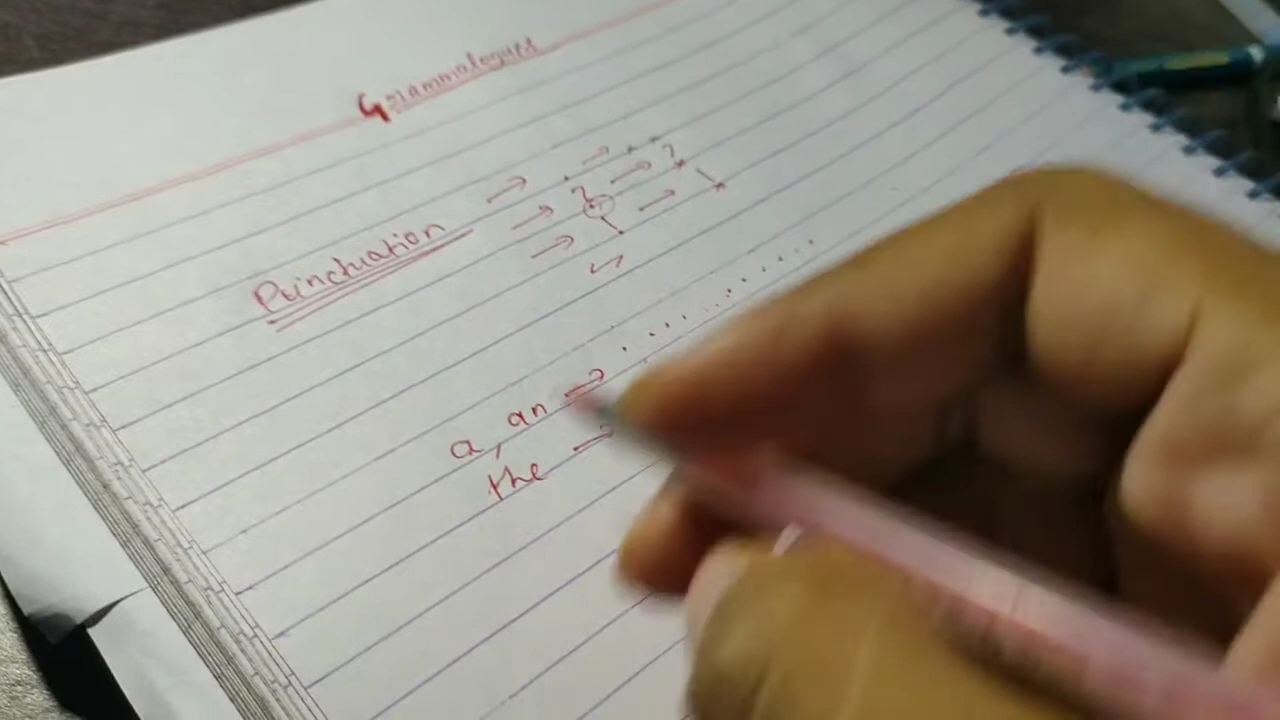 Grammalogues
Punctuation → . → x
→ ? → ?
→ ! → !
a, an → .
the →